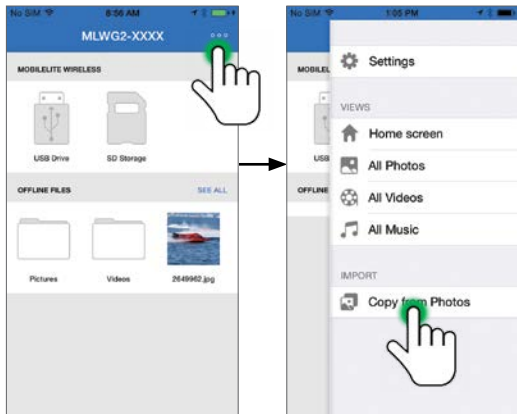 No SIM 8:56 AM
MLWG2-XXXX
MOBILELITE WIRELESS
USB Drive SD Storage
OFFLINE FILES SEE ALL
Pictures Videos 2649962.jpg
No SIM 1:05 PM
MOBILEL
USB
OFFLINE
Settings
VIEWS
Home screen
All Photos
All Videos
All Music
IMPORT
Copy from Photos